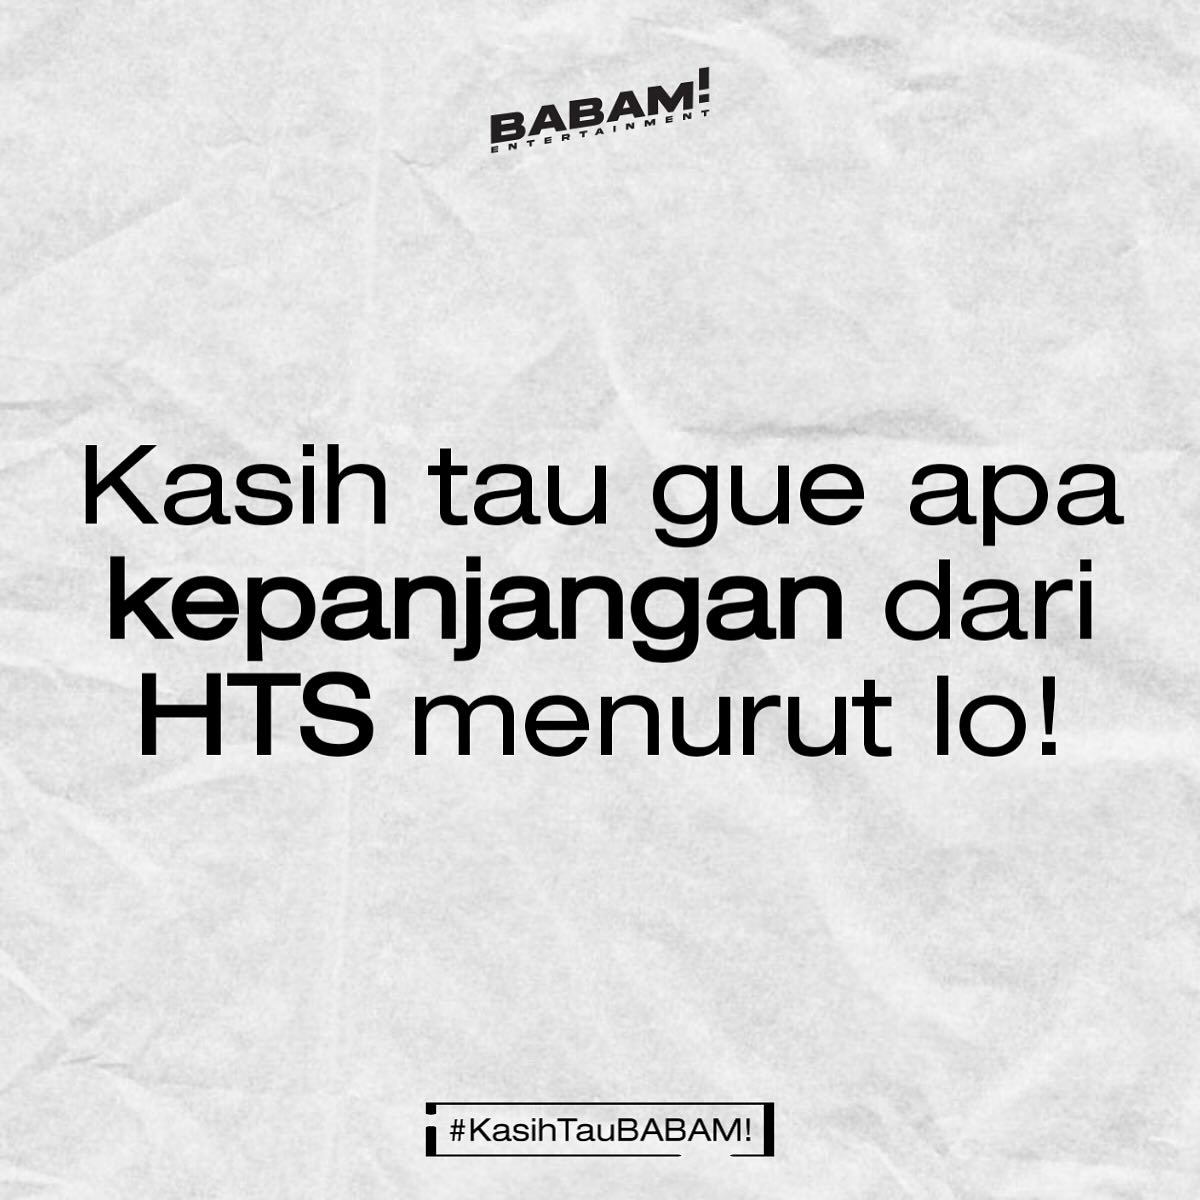 BABAM!
ENTERTAINMENT
Kasih tau gue apa
kepanjangan dari
HTS menurut lo!
#KasihTauBABAM!